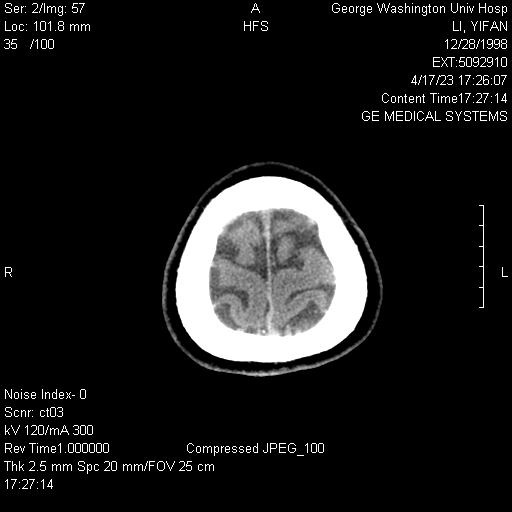 Ser: 2/Img: 57
Loc: 101.8 mm
35 /100
A
HFS
George Washington Univ Hosp
LI, YIFAN
12/28/1998
EXT:5092910
4/17/23 17:26:07
Content Time17:27:14
GE MEDICAL SYSTEMS
R
L
Noise Index- 0
Scnr: ct03
kV 120/mA 300
Rev Time1.000000
Compressed JPEG_100
Thk 2.5 mm Spc 20 mm/FOV 25 cm
17:27:14